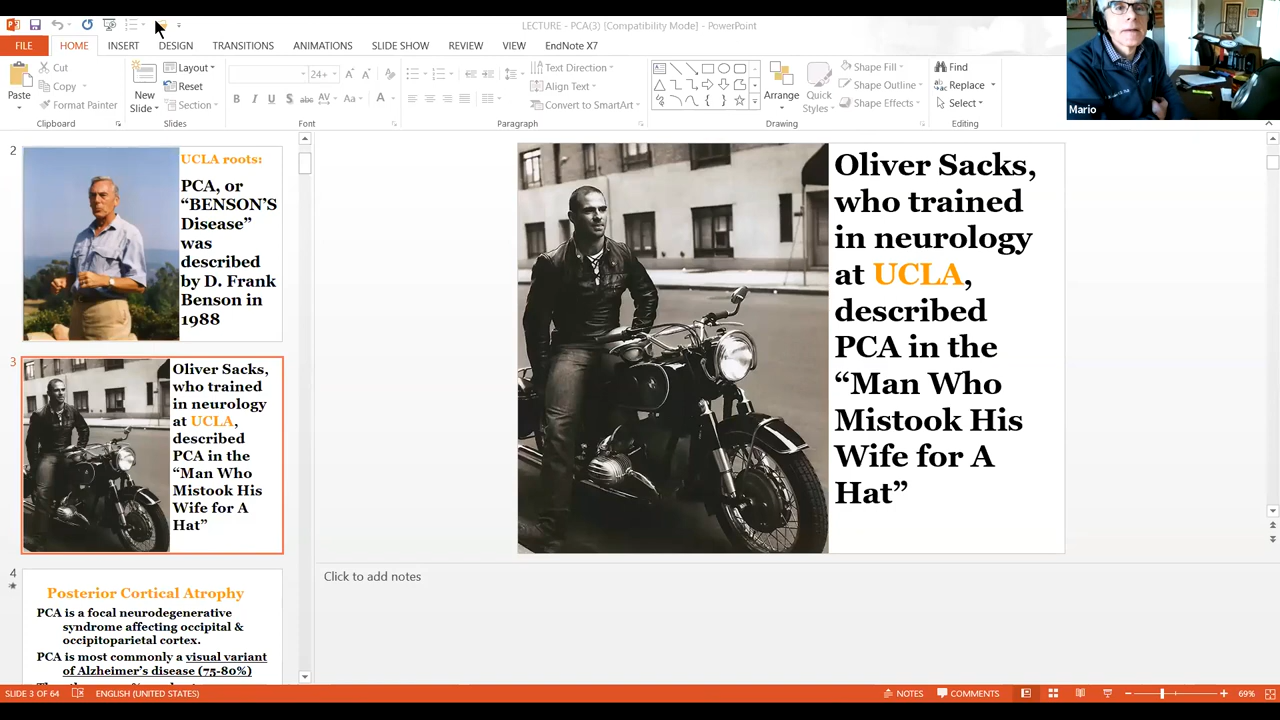 LECTURE - PCA(3) [Compatibility Mode] - PowerPoint
FILE HOME INSERT DESIGN TRANSITIONS ANIMATIONS SLIDE SHOW REVIEW VIEW EndNote X7
Paste
Cut
Copy
Format Painter
Clipboard
New
Slide
Layout
Reset
Section
Slides
24+
B I U S abc AV Aa A
Font
Text Direction
Align Text
Convert to SmartArt
Paragraph
Arrange
Quick
Styles
Shape Fill
Shape Outline
Shape Effects
Drawing
Find
Replace
Select
Editing
Mario
2
UCLA roots:
PCA, or
“BENSON’S
Disease”
was
described
by D. Frank
Benson in
1988
3
Oliver Sacks,
who trained
in neurology
at UCLA,
described
PCA in the
“Man Who
Mistook His
Wife for A
Hat”
4
Posterior Cortical Atrophy
PCA is a focal neurodegenerative
syndrome affecting occipital &
occipitoparietal cortex.
PCA is most commonly a visual variant
of Alzheimer’s disease (75-80%)
Oliver Sacks,
who trained
in neurology
at UCLA,
described
PCA in the
“Man Who
Mistook His
Wife for A
Hat”
Click to add notes
SLIDE 3 OF 64 ENGLISH (UNITED STATES) NOTES COMMENTS 69%